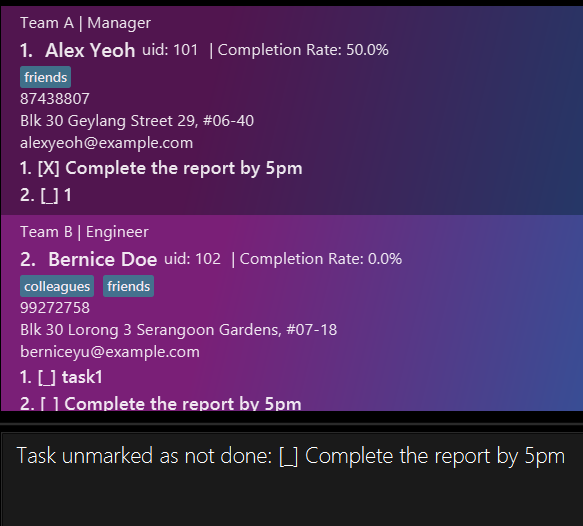 Team A | Manager
1. Alex Yeoh uid: 101 | Completion Rate: 50.0%
friends
87438807
Blk 30 Geylang Street 29, #06-40
alexyeoh@example.com
1. [X] Complete the report by 5pm
2. [_] 1
Team B | Engineer
2. Bernice Doe uid: 102 | Completion Rate: 0.0%
colleagues friends
99272758
Blk 30 Lorong 3 Serangoon Gardens, #07-18
berniceyu@example.com
1. [_] task1
2. [ ] Complete the report by 5pm
Task unmarked as not done: [_] Complete the report by 5pm